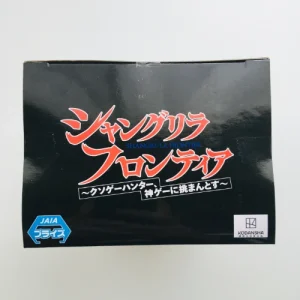 シャングリラ
フロンティア
～クソゲーハンター、
神ゲーに挑まんとす～
JAIA
プライズ
KODANSHA